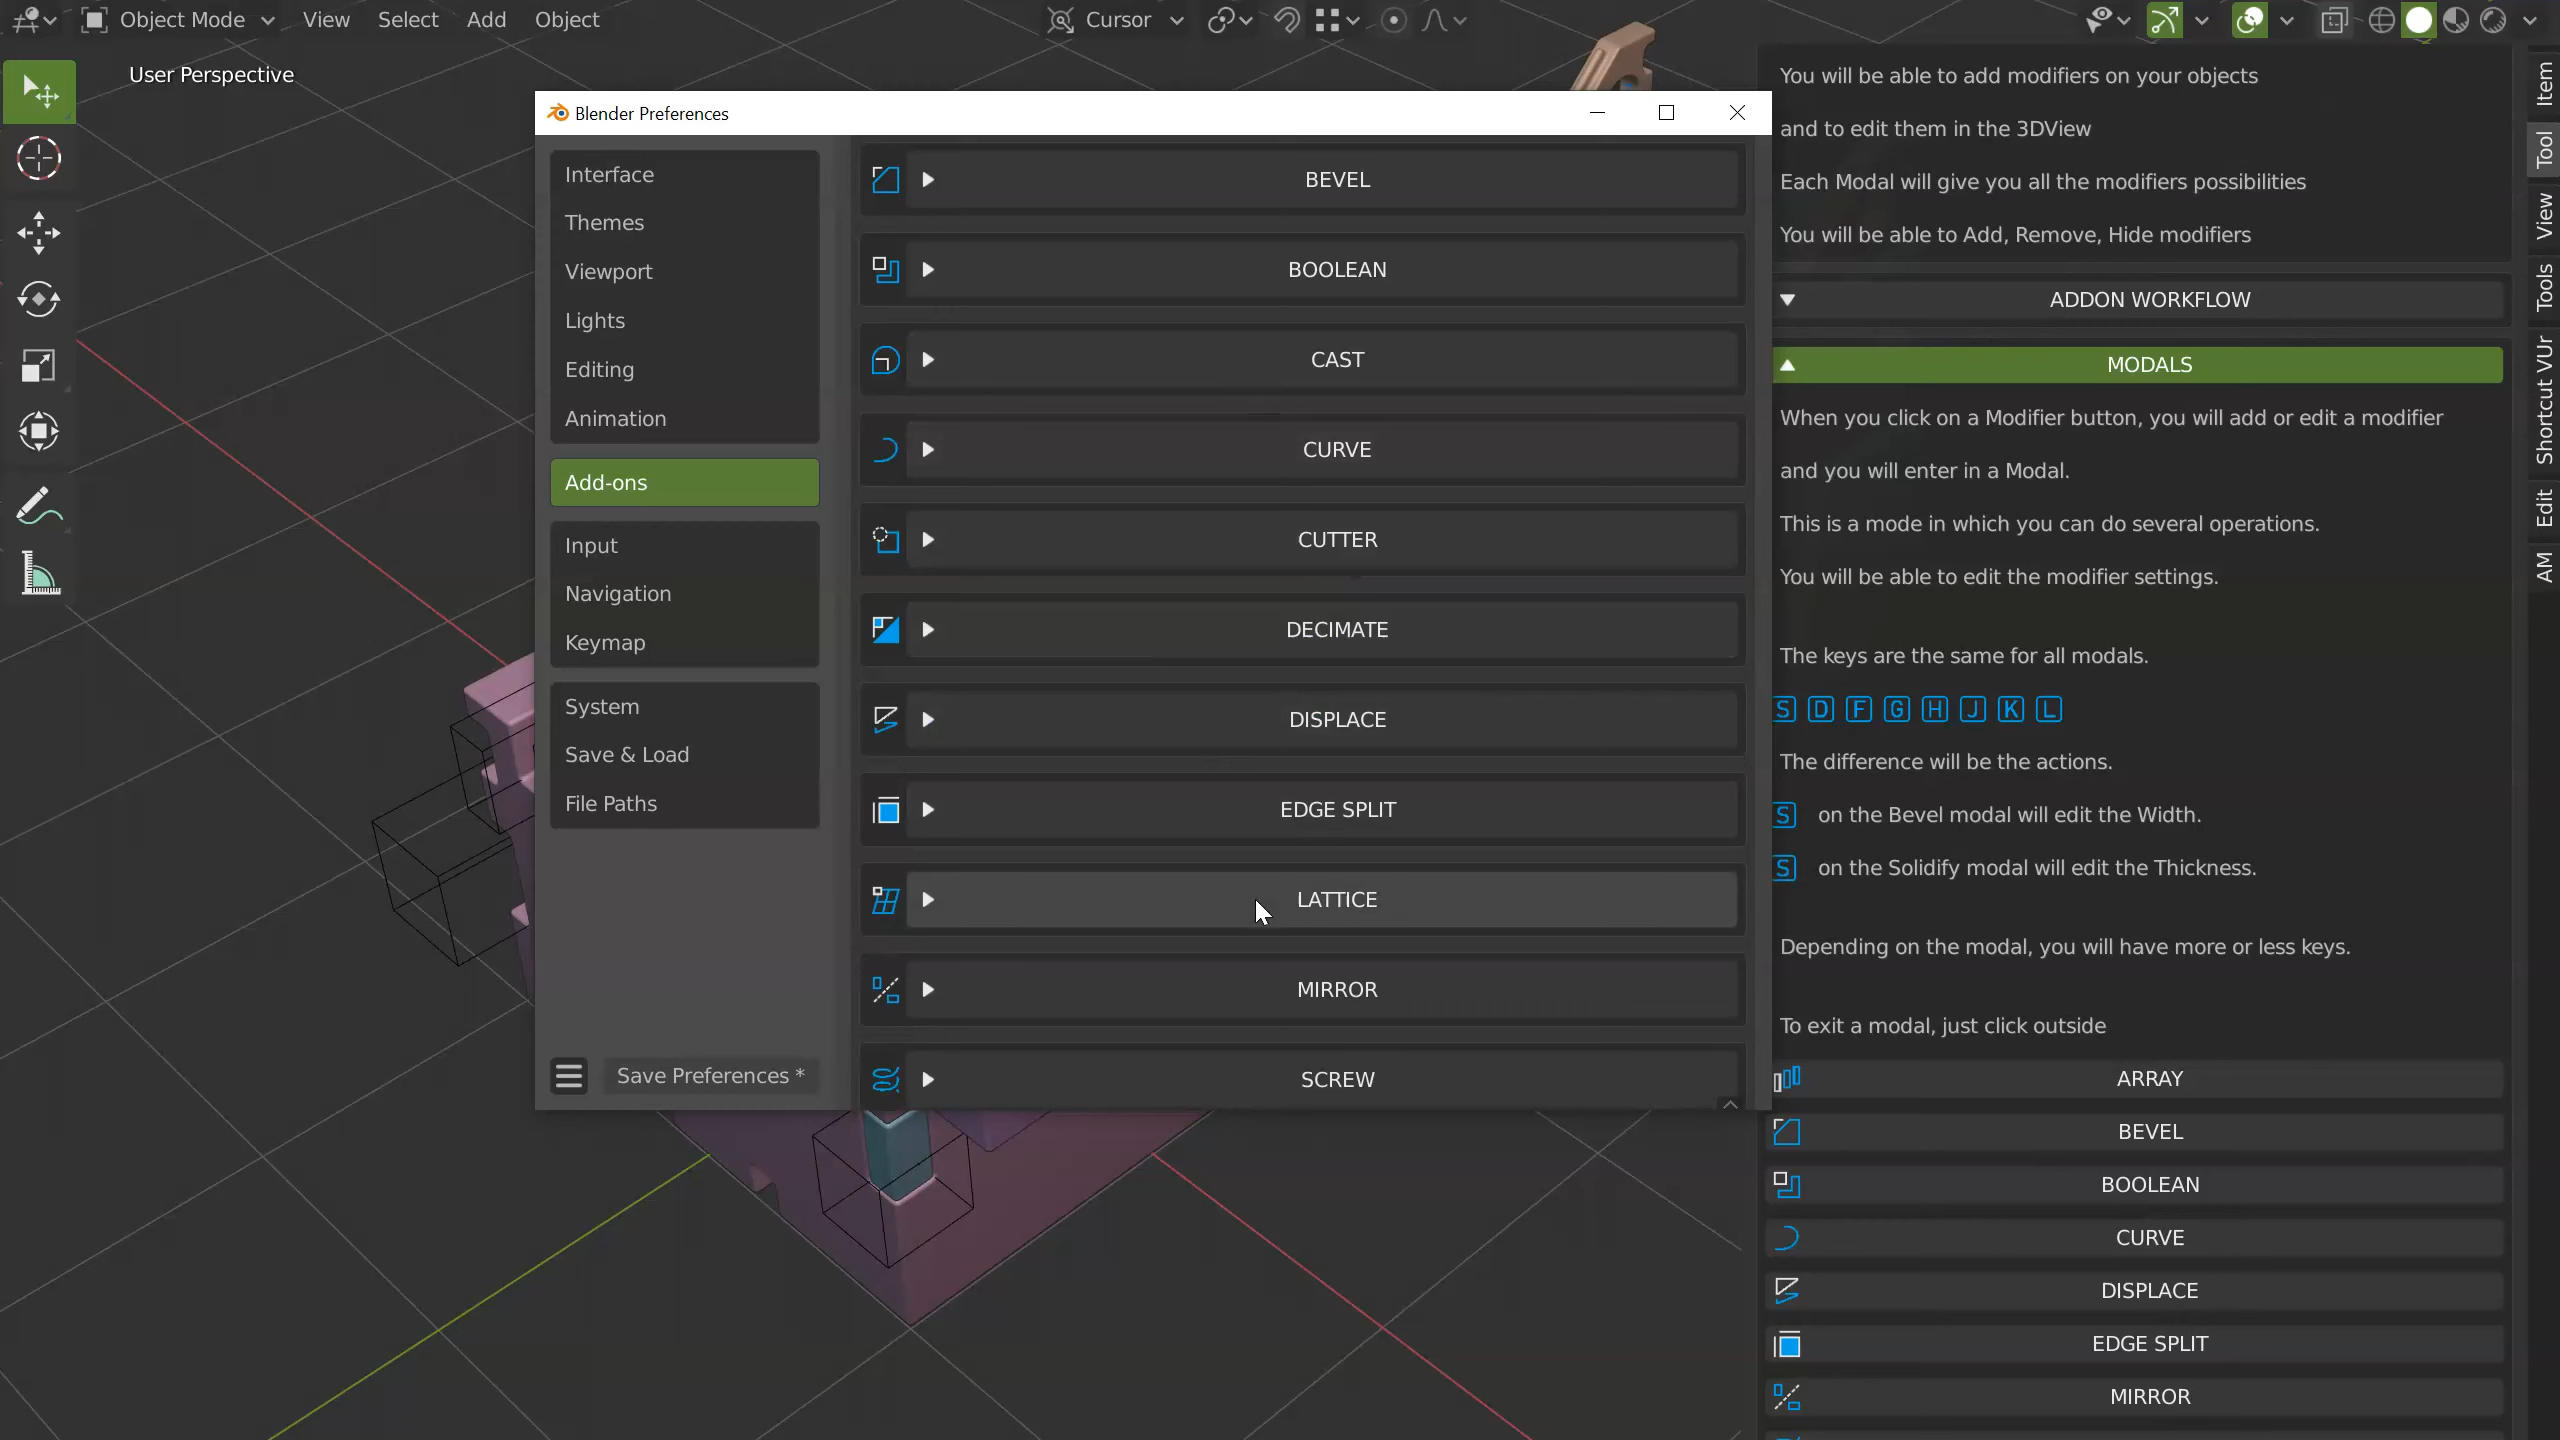 Object Mode View Select Add Object Cursor
User Perspective
Blender Preferences
Interface
Themes
Viewport
Lights
Editing
Animation
Add-ons
Input
Navigation
Keymap
System
Save & Load
File Paths
Save Preferences *
BEVEL
BOOLEAN
CAST
CURVE
CUTTER
DECIMATE
DISPLACE
EDGE SPLIT
LATTICE
MIRROR
SCREW
You will be able to add modifiers on your objects
and to edit them in the 3DView
Each Modal will give you all the modifiers possibilities
You will be able to Add, Remove, Hide modifiers
ADDON WORKFLOW
MODALS
When you click on a Modifier button, you will add or edit a modifier
and you will enter in a Modal.
This is a mode in which you can do several operations.
You will be able to edit the modifier settings.
The keys are the same for all modals.
S D F G H J K L
The difference will be the actions.
S on the Bevel modal will edit the Width.
S on the Solidify modal will edit the Thickness.
Depending on the modal, you will have more or less keys.
To exit a modal, just click outside
ARRAY
BEVEL
BOOLEAN
CURVE
DISPLACE
EDGE SPLIT
MIRROR
Item
Tool
View
Tools
Shortcut VUr
Edit
AM